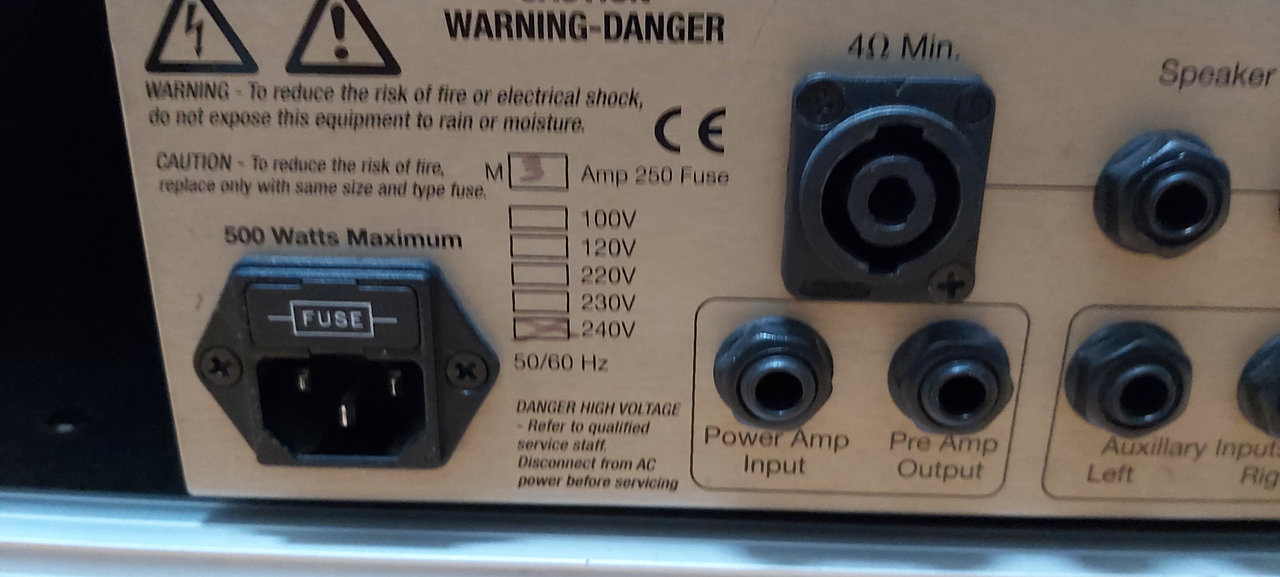 WARNING-DANGER
WARNING - To reduce the risk of fire or electrical shock,
do not expose this equipment to rain or moisture.
CE
CAUTION - To reduce the risk of fire,
replace only with same size and type fuse.
M 3 Amp 250 Fuse
100V
120V
220V
230V
240V
50/60 Hz
500 Watts Maximum
FUSE
DANGER HIGH VOLTAGE
- Refer to qualified
service staff.
Disconnect from AC
power before servicing
4Ω Min.
Speaker
Power Amp
Input
Pre Amp
Output
Auxillary Input
Left
Rig